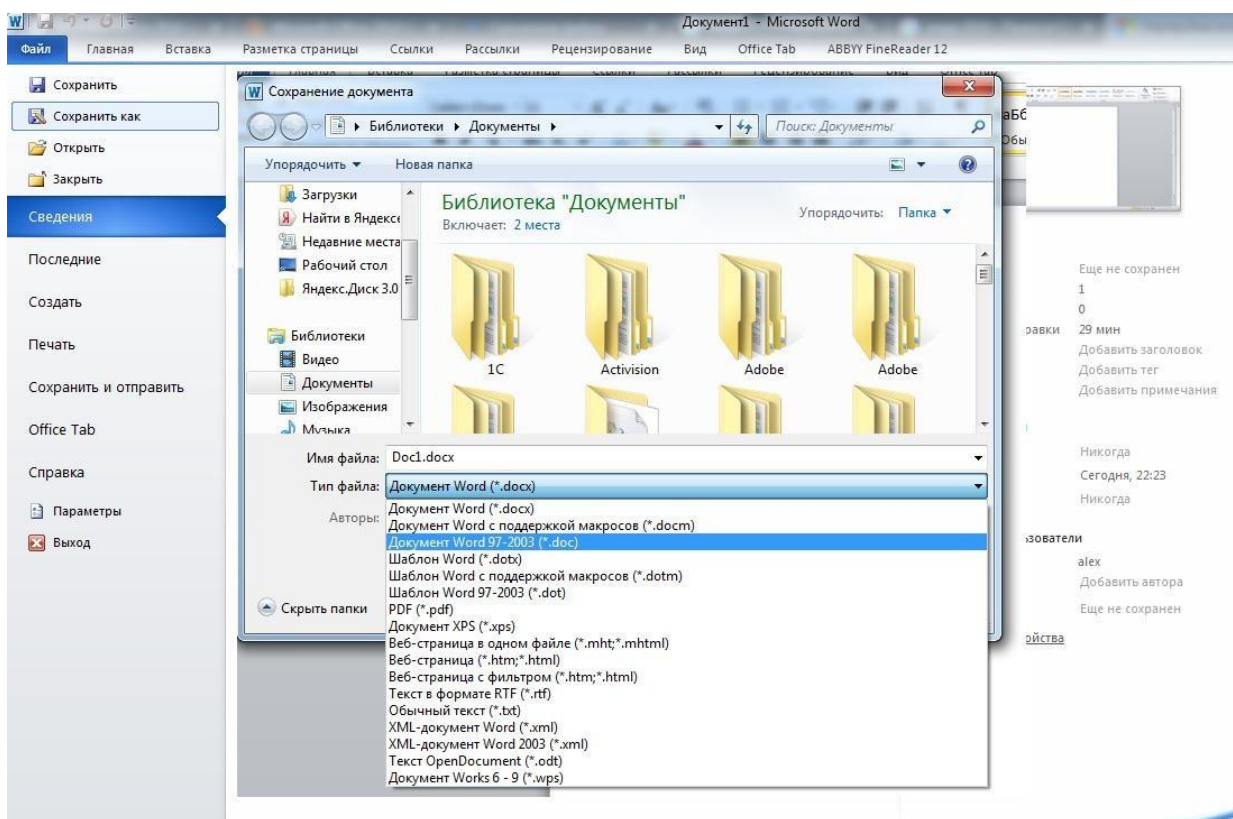 Документ1 - Microsoft Word
Файл Главная Вставка Разметка страницы Ссылки Рассылки Рецензирование Вид Office Tab ABBYY FineReader 12
Сохранить
Сохранить как
Открыть
Закрыть
Сведения
Последние
Создать
Печать
Сохранить и отправить
Office Tab
Справка
Параметры
Выход
Сохранение документа
Библиотеки Документы
Поиск: Документы
Упорядочить Новая папка
Загрузки
Найти в Яндексе
Недавние места
Рабочий стол
Яндекс.Диск 3.0
Библиотеки
Видео
Документы
Изображения
Музыка
Библиотека "Документы"
Включает: 2 места
Упорядочить: Папка
1C Activision Adobe Adobe
Имя файла: Doc1.docx
Тип файла: Документ Word (*.docx)
Авторы:
Документ Word (*.docx)
Документ Word с поддержкой макросов (*.docm)
Документ Word 97-2003 (*.doc)
Шаблон Word (*.dotx)
Шаблон Word с поддержкой макросов (*.dotm)
Шаблон Word 97-2003 (*.dot)
PDF (*.pdf)
Документ XPS (*.xps)
Веб-страница в одном файле (*.mht;*.mhtml)
Веб-страница (*.htm;*.html)
Веб-страница с фильтром (*.htm;*.html)
Текст в формате RTF (*.rtf)
Обычный текст (*.txt)
XML-документ Word (*.xml)
XML-документ Word 2003 (*.xml)
Текст OpenDocument (*.odt)
Документ Works 6 - 9 (*.wps)
Скрыть папки
Еще не сохранен
1
0
равки 29 мин
Добавить заголовок
Добавить тег
Добавить примечания
Никогда
Сегодня, 22:23
Никогда
зователи
alex
Добавить автора
Еще не сохранен
ойства